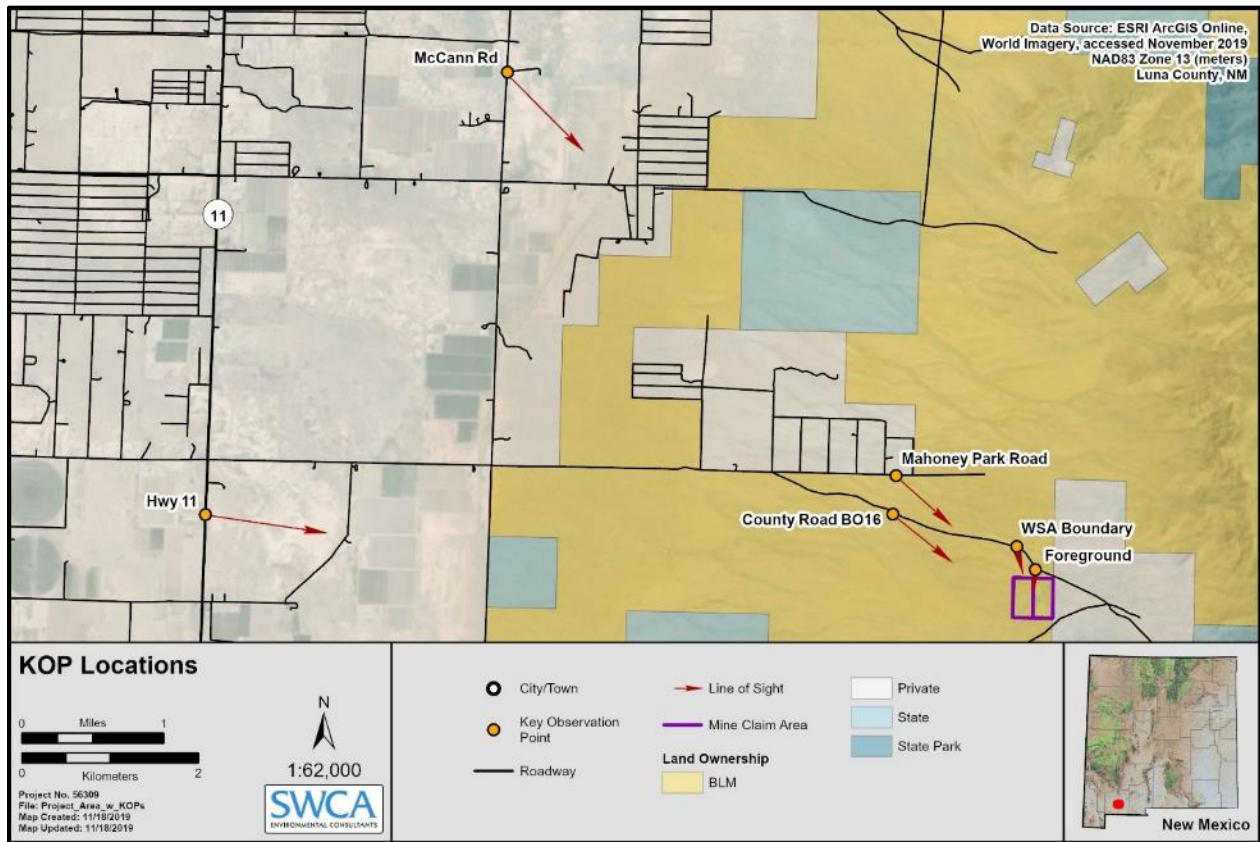 Data Source: ESRI ArcGIS Online,
World Imagery, accessed November 2019
NAD83 Zone 13 (meters)
Luna County, NM
McCann Rd
11
Mahoney Park Road
Hwy 11
County Road BO16
WSA Boundary
Foreground
KOP Locations
0 Miles 1
0 Kilometers 2
N
1:62,000
Project No. 56309
File: Project_Area_w_KOPs
Map Created: 11/18/2019
Map Updated: 11/18/2019
SWCA
ENVIRONMENTAL CONSULTANTS
City/Town
Key Observation
Point
Roadway
Line of Sight
Mine Claim Area
Land Ownership
BLM
Private
State
State Park
New Mexico